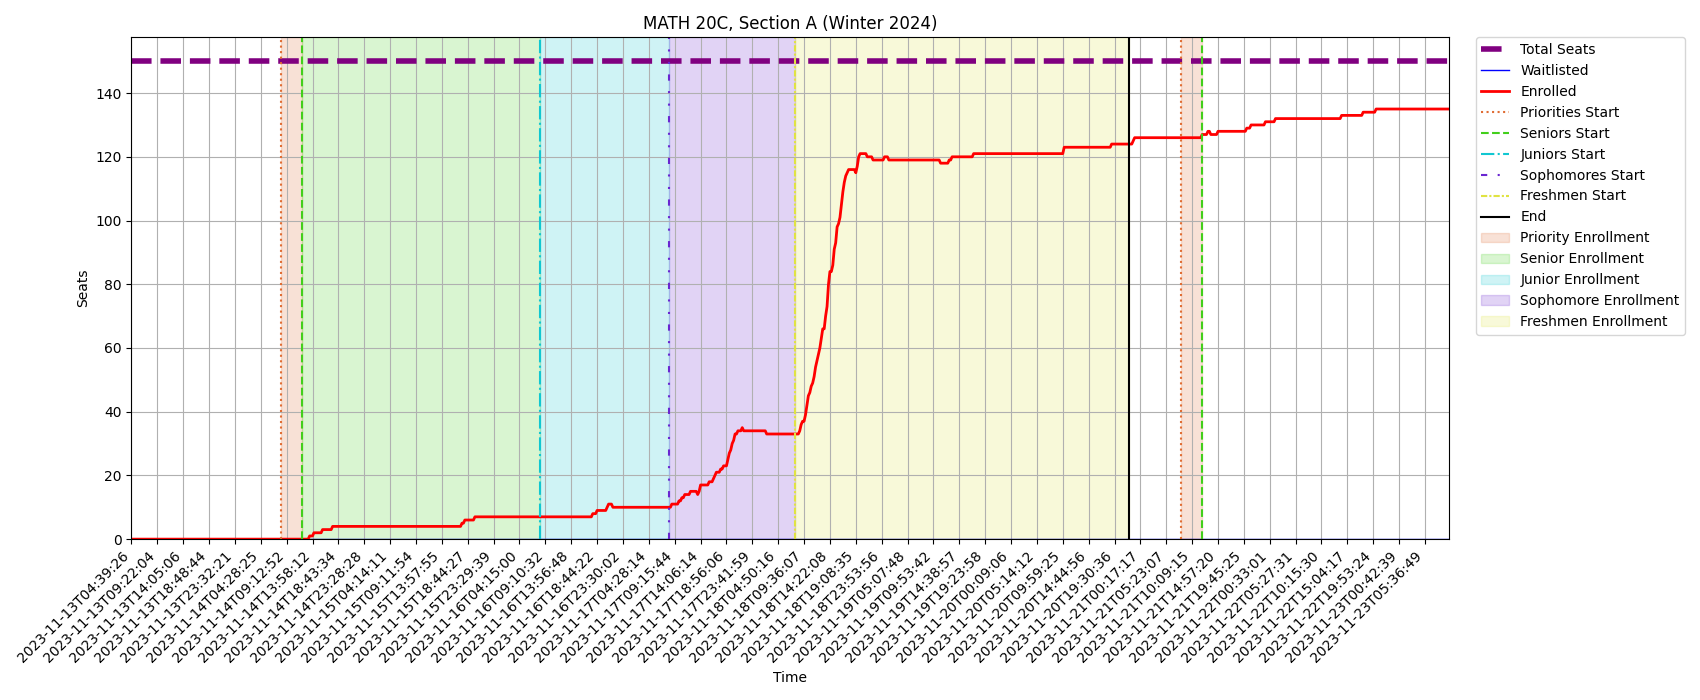 MATH 20C, Section A (Winter 2024)
Seats
140
120
100
80
60
40
20
0
2023-11-13T04:39:26
2023-11-13T09:22:04
2023-11-13T14:05:06
2023-11-13T18:48:44
2023-11-13T23:32:21
2023-11-14T04:28:25
2023-11-14T09:12:52
2023-11-14T13:58:12
2023-11-14T18:43:34
2023-11-14T23:28:28
2023-11-15T04:14:11
2023-11-15T09:11:54
2023-11-15T13:57:55
2023-11-15T18:44:27
2023-11-15T23:29:39
2023-11-16T04:15:00
2023-11-16T09:10:32
2023-11-16T13:56:48
2023-11-16T18:44:22
2023-11-16T23:30:02
2023-11-17T04:28:14
2023-11-17T09:15:44
2023-11-17T14:06:14
2023-11-17T18:56:06
2023-11-17T23:41:59
2023-11-18T04:50:16
2023-11-18T09:36:07
2023-11-18T14:22:08
2023-11-18T19:08:35
2023-11-18T23:53:56
2023-11-19T05:07:48
2023-11-19T09:53:42
2023-11-19T14:38:57
2023-11-19T19:23:58
2023-11-20T00:09:06
2023-11-20T05:14:12
2023-11-20T09:59:25
2023-11-20T14:44:56
2023-11-20T19:30:36
2023-11-21T00:17:17
2023-11-21T05:23:07
2023-11-21T10:09:15
2023-11-21T14:57:20
2023-11-21T19:45:25
2023-11-22T00:33:01
2023-11-22T05:27:31
2023-11-22T10:15:30
2023-11-22T15:04:17
2023-11-22T19:53:24
2023-11-23T00:42:39
2023-11-23T05:36:49
Time
Total Seats
Waitlisted
Enrolled
Priorities Start
Seniors Start
Juniors Start
Sophomores Start
Freshmen Start
End
Priority Enrollment
Senior Enrollment
Junior Enrollment
Sophomore Enrollment
Freshmen Enrollment